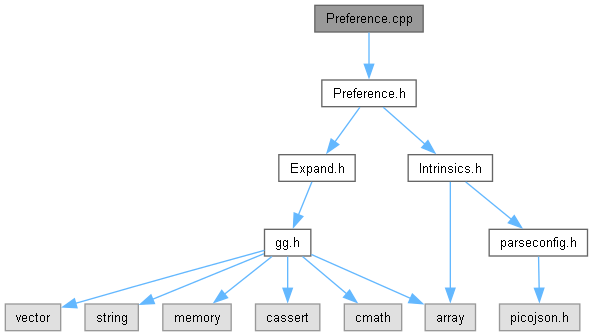 Preference.cpp
Preference.h
Expand.h
Intrinsics.h
gg.h
parseconfig.h
vector
string
memory
cassert
cmath
array
picojson.h